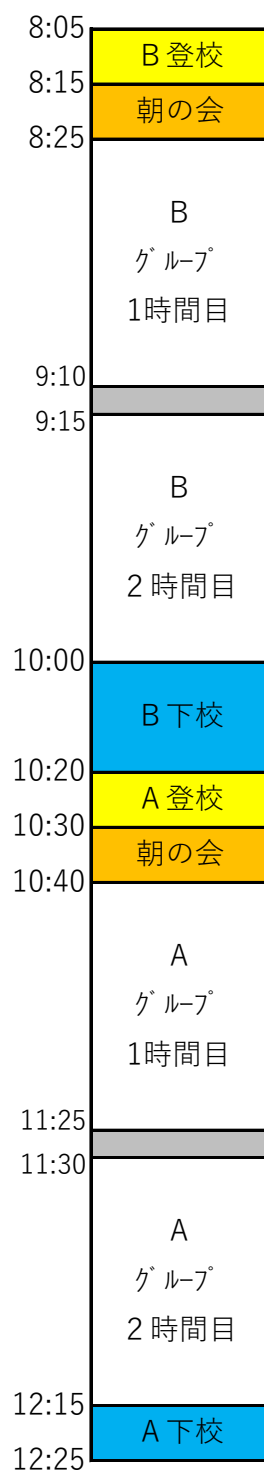 8:05
B登校
8:15
朝の会
8:25
B
ｸﾞﾙｰﾌﾟ
1時間目
9:10
9:15
B
ｸﾞﾙｰﾌﾟ
２時間目
10:00
B下校
10:20
A登校
10:30
朝の会
10:40
A
ｸﾞﾙｰﾌﾟ
1時間目
11:25
11:30
A
ｸﾞﾙｰﾌﾟ
２時間目
12:15
A下校
12:25